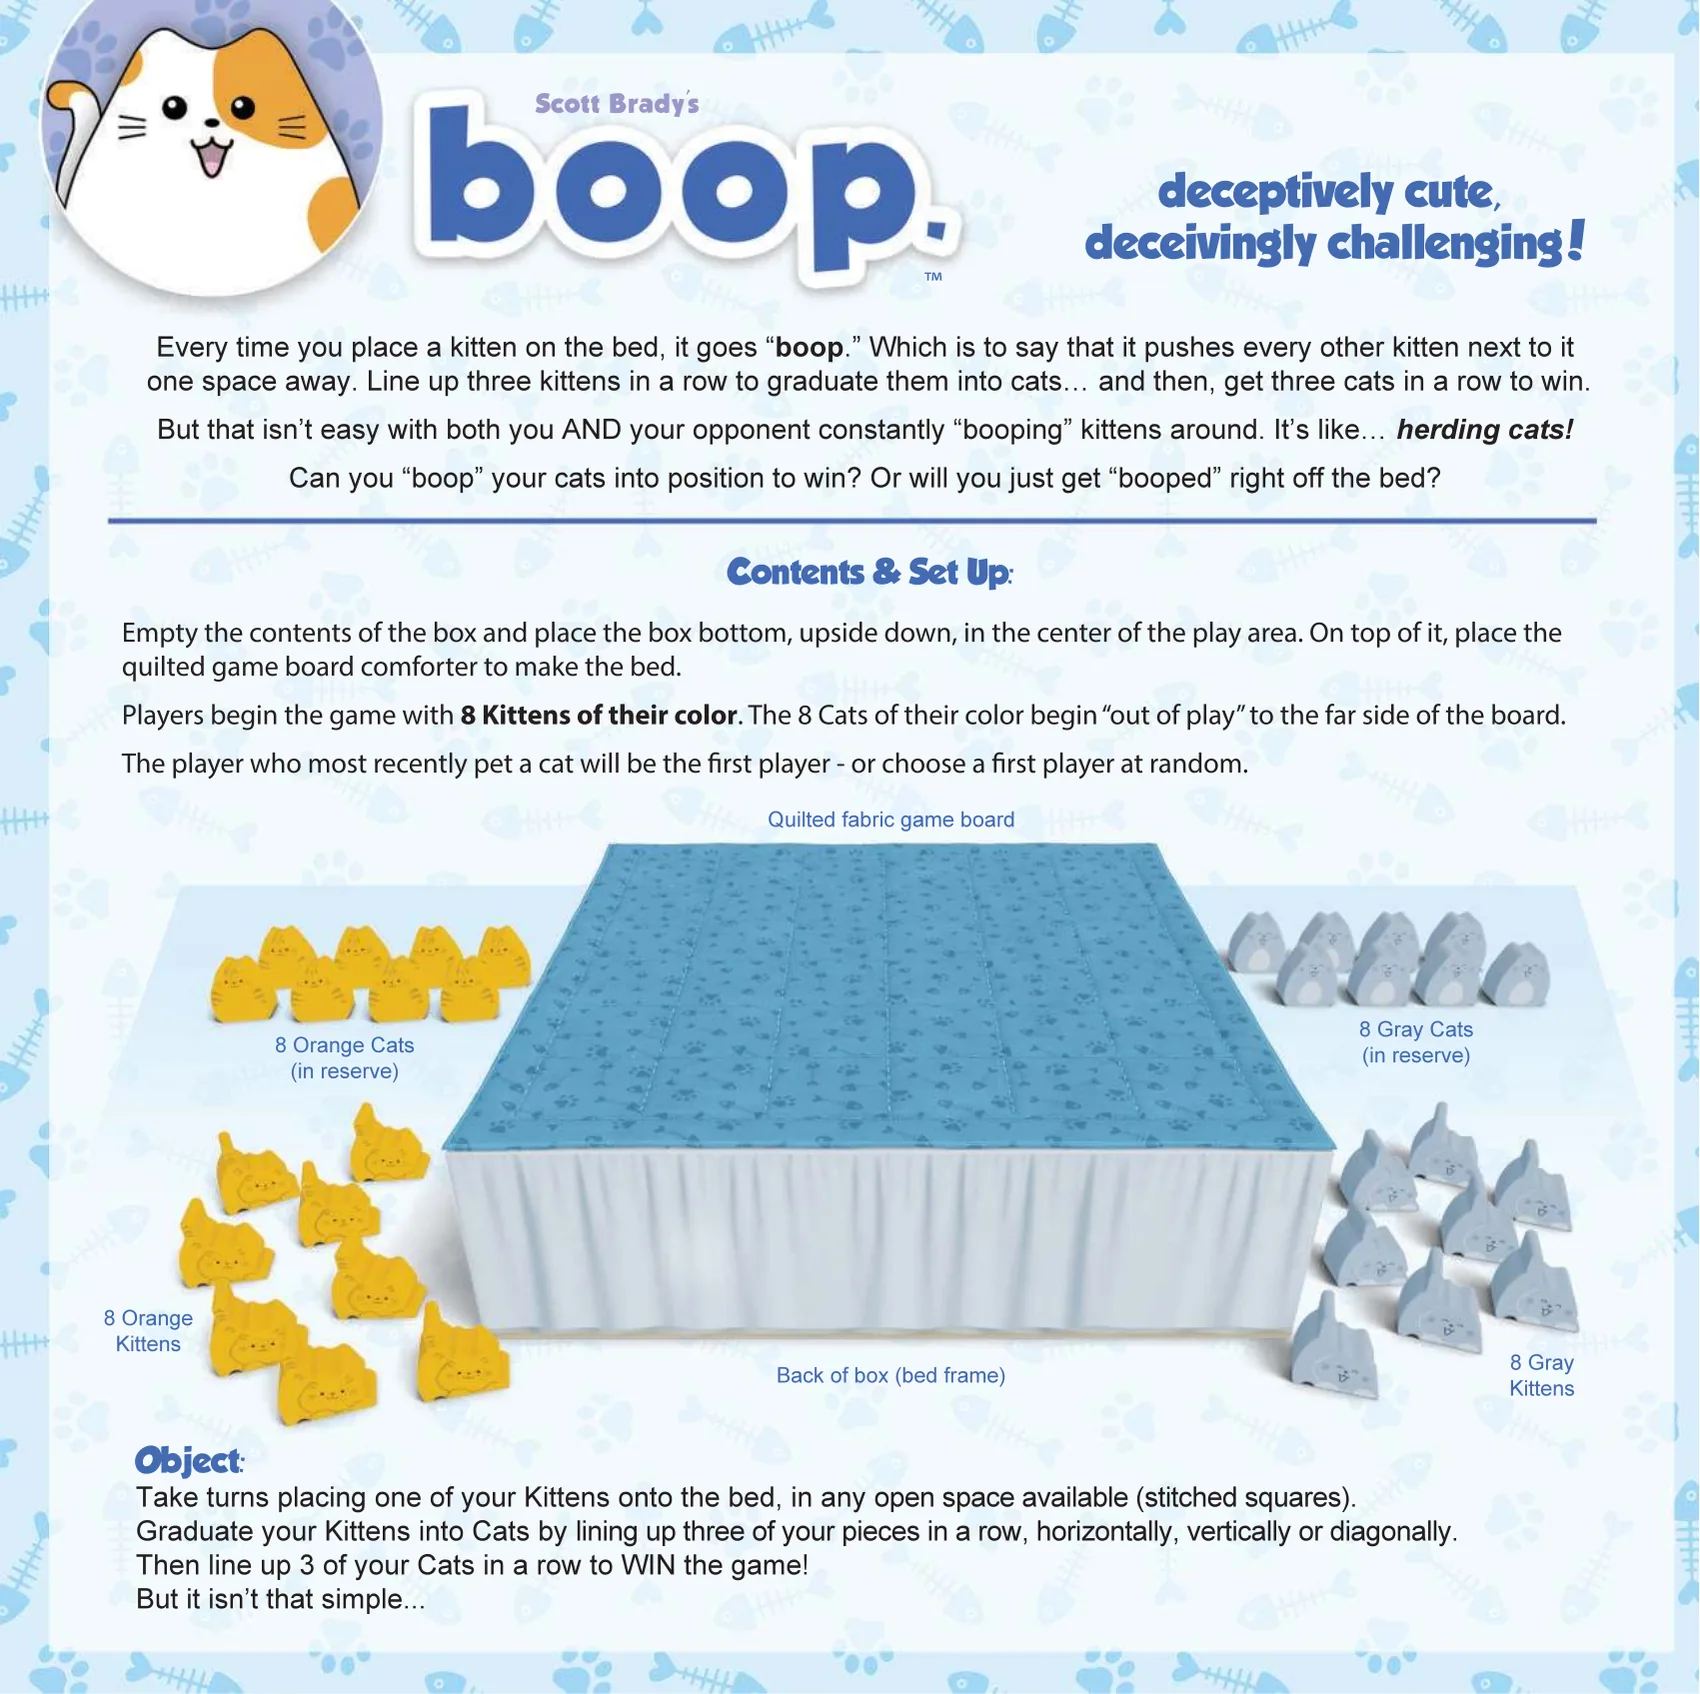 Scott Brady's
boop.
™
deceptively cute,
deceivingly challenging!
Every time you place a kitten on the bed, it goes “boop.” Which is to say that it pushes every other kitten next to it
one space away. Line up three kittens in a row to graduate them into cats… and then, get three cats in a row to win.
But that isn’t easy with both you AND your opponent constantly “booping” kittens around. It’s like… herding cats!
Can you “boop” your cats into position to win? Or will you just get “booped” right off the bed?
Contents & Set Up:
Empty the contents of the box and place the box bottom, upside down, in the center of the play area. On top of it, place the
quilted game board comforter to make the bed.
Players begin the game with 8 Kittens of their color. The 8 Cats of their color begin “out of play” to the far side of the board.
The player who most recently pet a cat will be the first player - or choose a first player at random.
Quilted fabric game board
8 Orange Cats
(in reserve)
8 Gray Cats
(in reserve)
8 Orange
Kittens
Back of box (bed frame)
8 Gray
Kittens
Object:
Take turns placing one of your Kittens onto the bed, in any open space available (stitched squares).
Graduate your Kittens into Cats by lining up three of your pieces in a row, horizontally, vertically or diagonally.
Then line up 3 of your Cats in a row to WIN the game!
But it isn’t that simple...